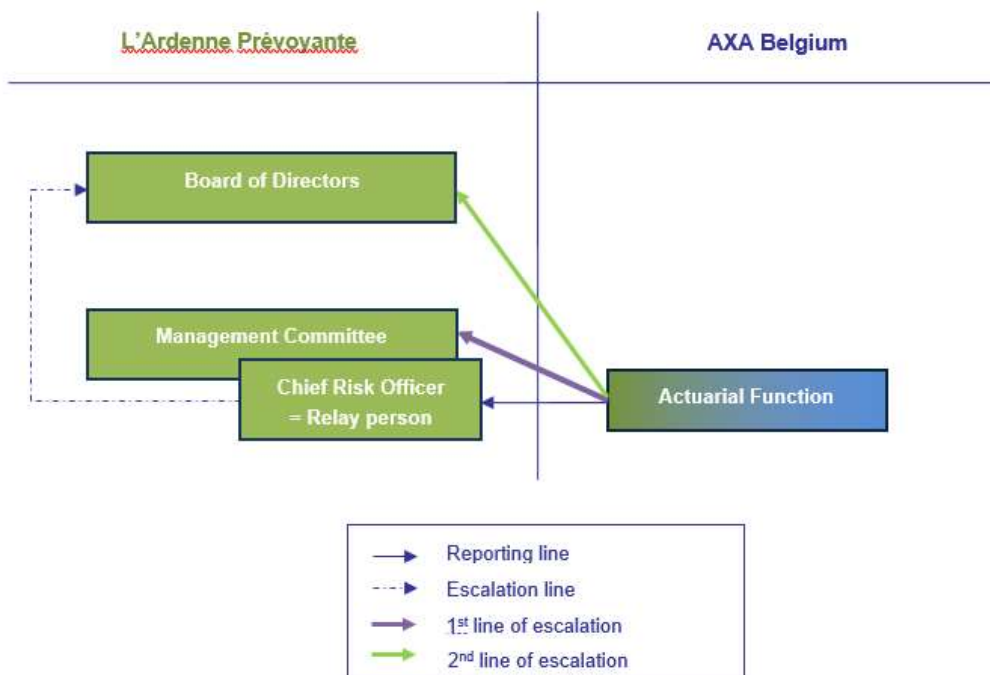 L'Ardenne Prévoyante
AXA Belgium
Board of Directors
Management Committee
Chief Risk Officer
= Relay person
Actuarial Function
Reporting line
Escalation line
1st line of escalation
2nd line of escalation